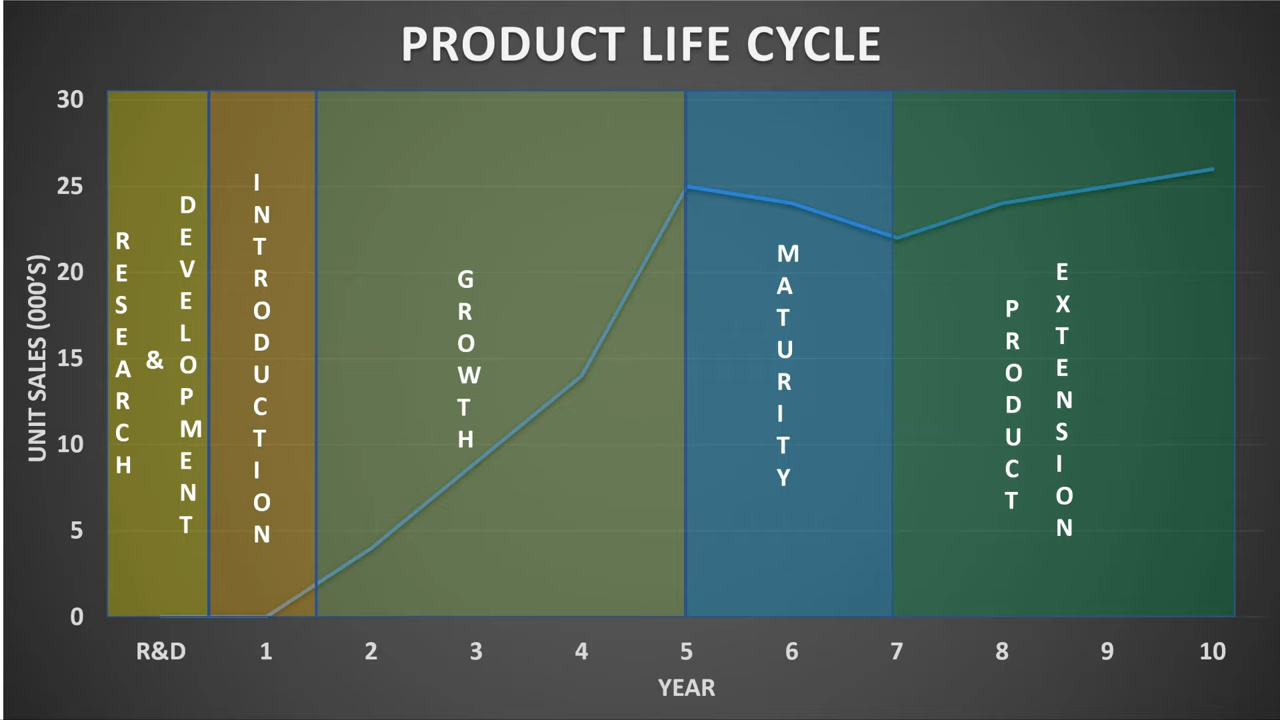 PRODUCT LIFE CYCLE
UNIT SALES (000'S)
30
25
20
15
10
5
0
RESEARCH
&
DEVELOPMENT
INTRODUCTION
GROWTH
MATURITY
PRODUCT
EXTENSION
R&D 1 2 3 4 5 6 7 8 9 10
YEAR